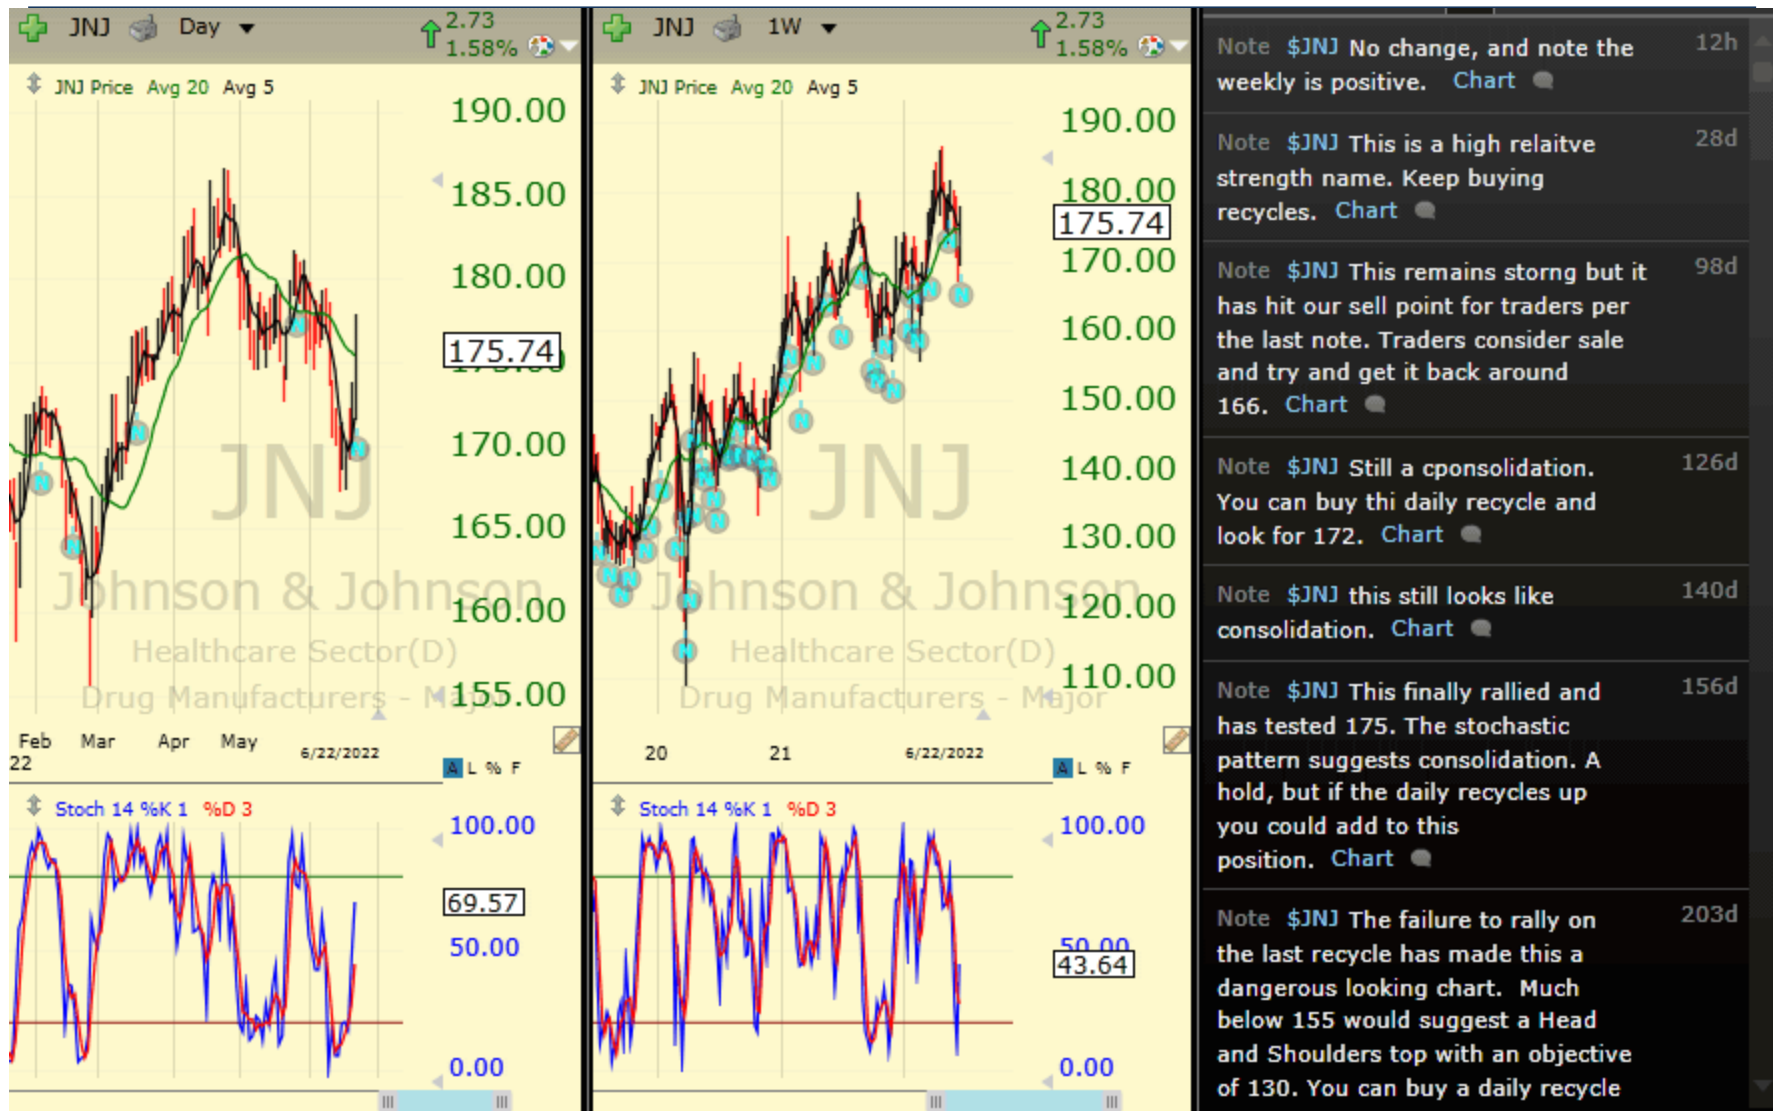 JNJ Day
2.73
1.58%
JNJ Price Avg 20 Avg 5
190.00
185.00
180.00
175.74
170.00
165.00
160.00
155.00
JNJ
Johnson & Johnson
Healthcare Sector(D)
Drug Manufacturers - Major
Feb Mar Apr May 6/22/2022
22
A L % F
Stoch 14 %K 1 %D 3
100.00
69.57
50.00
0.00
JNJ 1W
2.73
1.58%
JNJ Price Avg 20 Avg 5
190.00
180.00
175.74
170.00
160.00
150.00
140.00
130.00
120.00
110.00
JNJ
Johnson & Johnson
Healthcare Sector(D)
Drug Manufacturers - Major
20 21 6/22/2022
A L % F
Stoch 14 %K 1 %D 3
100.00
50.00
43.64
0.00
Note $JNJ No change, and note the 12h
weekly is positive. Chart
Note $JNJ This is a high relaitve 28d
strength name. Keep buying
recycles. Chart
Note $JNJ This remains storng but it 98d
has hit our sell point for traders per
the last note. Traders consider sale
and try and get it back around
166. Chart
Note $JNJ Still a cponsolidation. 126d
You can buy thi daily recycle and
look for 172. Chart
Note $JNJ this still looks like 140d
consolidation. Chart
Note $JNJ This finally rallied and 156d
has tested 175. The stochastic
pattern suggests consolidation. A
hold, but if the daily recycles up
you could add to this
position. Chart
Note $JNJ The failure to rally on 203d
the last recycle has made this a
dangerous looking chart. Much
below 155 would suggest a Head
and Shoulders top with an objective
of 130. You can buy a daily recycle